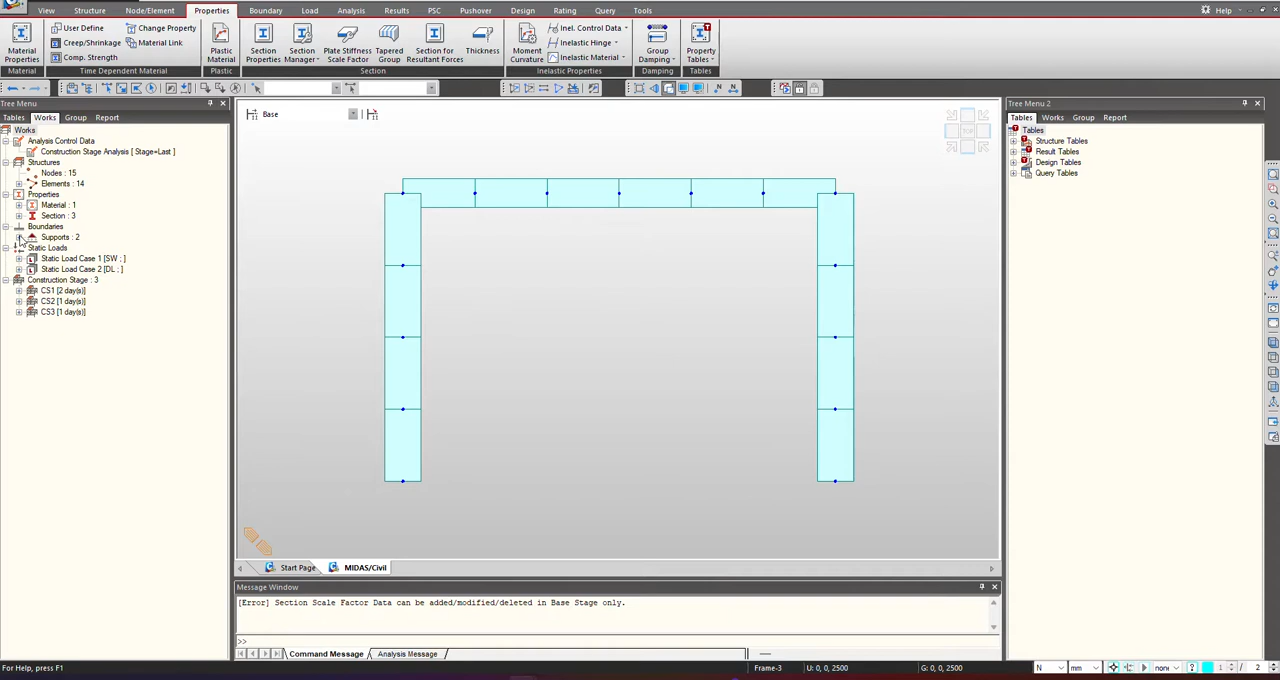 View Structure Node/Element Properties Boundary Load Analysis Results PSC Pushover Design Rating Query Tools Help
Material Properties
User Define
Creep/Shrinkage
Comp. Strength
Change Property
Material Link
Plastic Material
Section Properties
Section Manager
Plate Stiffness Scale Factor
Tapered Group
Section for Resultant Forces
Thickness
Moment Curvature
Inel. Control Data
Inelastic Hinge
Inelastic Material
Group Damping
Property Tables
Material Time Dependent Material Plastic Section Inelastic Properties Damping Tables
Tree Menu
Tables Works Group Report
Works
Analysis Control Data
Construction Stage Analysis [ Stage=Last ]
Structures
Nodes : 15
Elements : 14
Properties
Material : 1
Section : 3
Boundaries
Supports : 2
Static Loads
Static Load Case 1 [SW ; ]
Static Load Case 2 [DL ; ]
Construction Stage : 3
CS1 [2 day(s)]
CS2 [1 day(s)]
CS3 [1 day(s)]
Base
TOP
Start Page MIDAS/Civil
Message Window
[Error] Section Scale Factor Data can be added/modified/deleted in Base Stage only.
>>
Command Message Analysis Message
Tree Menu 2
Tables Works Group Report
Tables
Structure Tables
Result Tables
Design Tables
Query Tables
For Help, press F1 Frame-3 U: 0, 0, 2500 G: 0, 0, 2500 N mm none 1 / 2